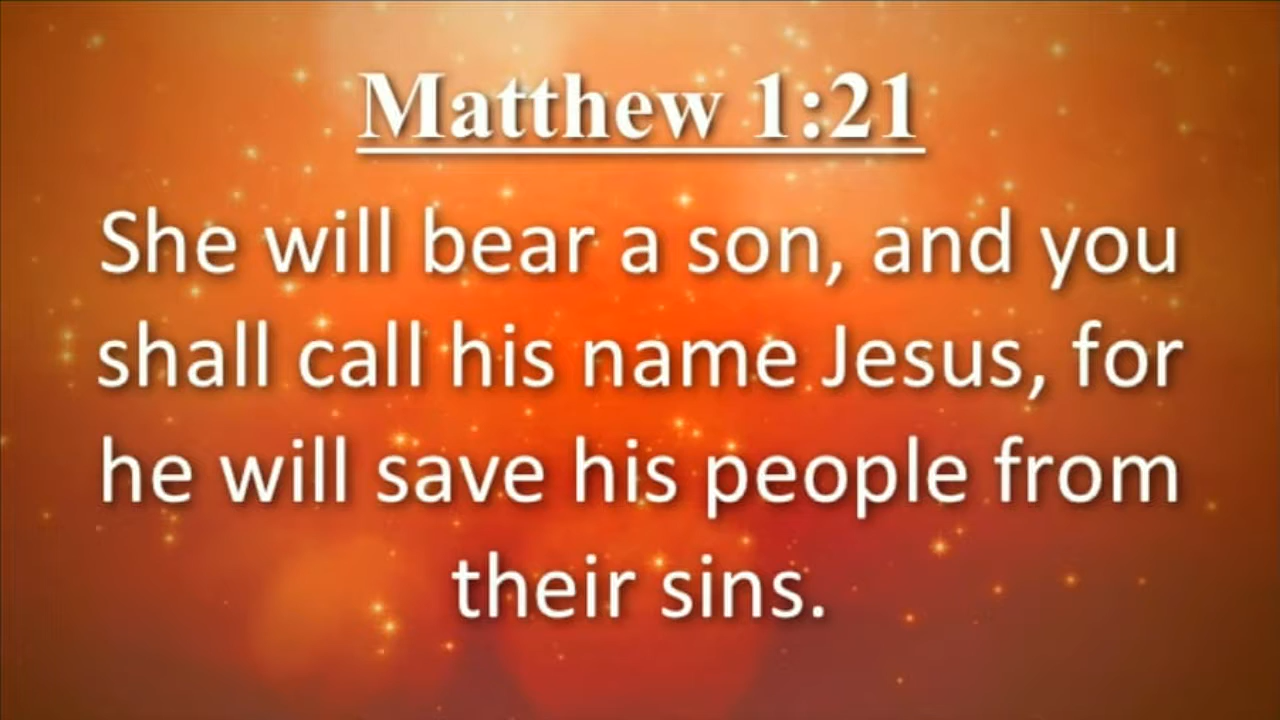 Matthew 1:21
She will bear a son, and you
shall call his name Jesus, for
he will save his people from
their sins.